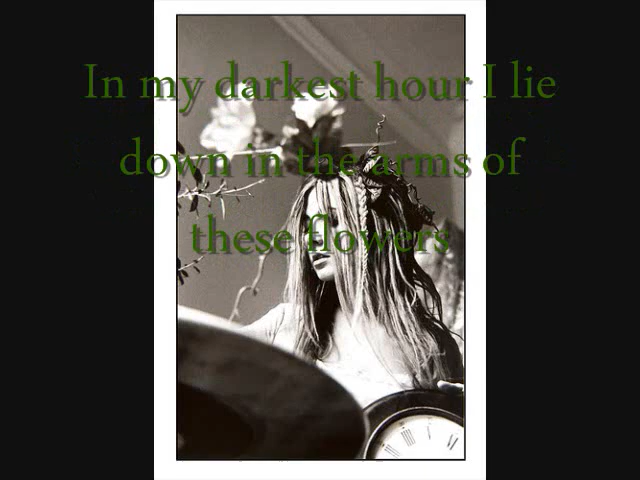 In my darkest hour I lie
down in the arms of
these flowers